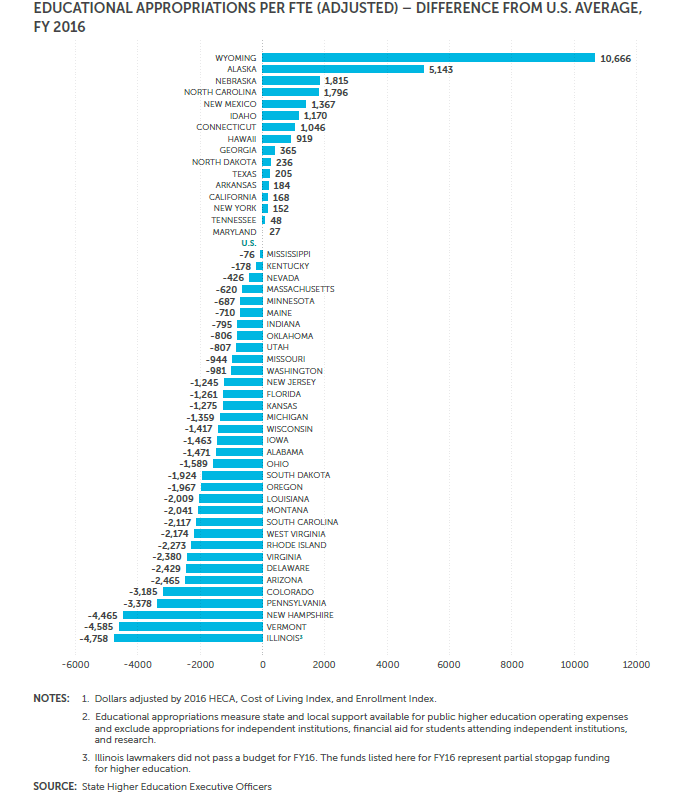 EDUCATIONAL APPROPRIATIONS PER FTE (ADJUSTED) – DIFFERENCE FROM U.S. AVERAGE,
FY 2016
WYOMING 10,666
ALASKA 5,143
NEBRASKA 1,815
NORTH CAROLINA 1,796
NEW MEXICO 1,367
IDAHO 1,170
CONNECTICUT 1,046
HAWAII 919
GEORGIA 365
NORTH DAKOTA 236
TEXAS 205
ARKANSAS 184
CALIFORNIA 168
NEW YORK 152
TENNESSEE 48
MARYLAND 27
U.S.
-76 MISSISSIPPI
-178 KENTUCKY
-426 NEVADA
-620 MASSACHUSETTS
-687 MINNESOTA
-710 MAINE
-795 INDIANA
-806 OKLAHOMA
-807 UTAH
-944 MISSOURI
-981 WASHINGTON
-1,245 NEW JERSEY
-1,261 FLORIDA
-1,275 KANSAS
-1,359 MICHIGAN
-1,417 WISCONSIN
-1,463 IOWA
-1,471 ALABAMA
-1,589 OHIO
-1,924 SOUTH DAKOTA
-1,967 OREGON
-2,009 LOUISIANA
-2,041 MONTANA
-2,117 SOUTH CAROLINA
-2,174 WEST VIRGINIA
-2,273 RHODE ISLAND
-2,380 VIRGINIA
-2,429 DELAWARE
-2,465 ARIZONA
-3,185 COLORADO
-3,378 PENNSYLVANIA
-4,465 NEW HAMPSHIRE
-4,585 VERMONT
-4,758 ILLINOIS³
-6000 -4000 -2000 0 2000 4000 6000 8000 10000 12000
NOTES: 1. Dollars adjusted by 2016 HECA, Cost of Living Index, and Enrollment Index.
2. Educational appropriations measure state and local support available for public higher education operating expenses
and exclude appropriations for independent institutions, financial aid for students attending independent institutions,
and research.
3. Illinois lawmakers did not pass a budget for FY16. The funds listed here for FY16 represent partial stopgap funding
for higher education.
SOURCE: State Higher Education Executive Officers